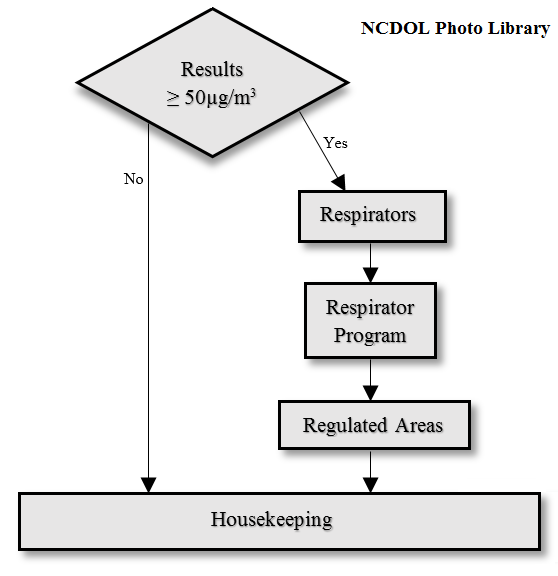 NCDOL Photo Library
Results
≥ 50µg/m³
Yes
No
Respirators
Respirator
Program
Regulated Areas
Housekeeping